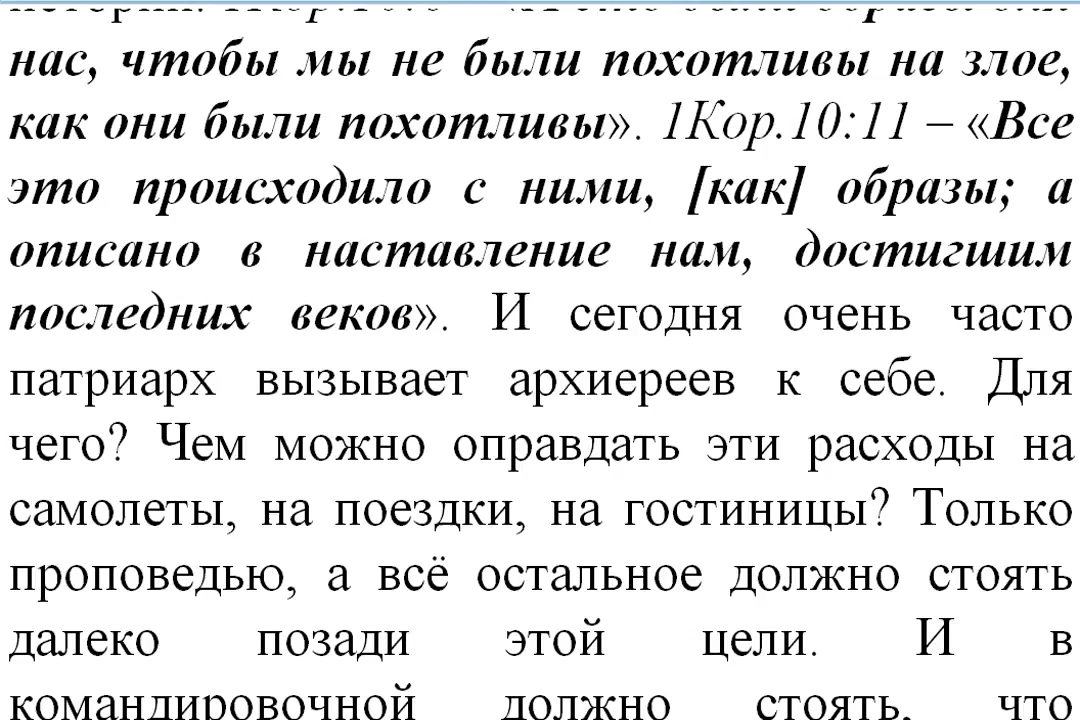 нас, чтобы мы не были похотливы на злое,
как они были похотливы». 1Кор.10:11 – «Все
это происходило с ними, [как] образы; а
описано в наставление нам, достигшим
последних веков». И сегодня очень часто
патриарх вызывает архиереев к себе. Для
чего? Чем можно оправдать эти расходы на
самолеты, на поездки, на гостиницы? Только
проповедью, а всё остальное должно стоять
далеко позади этой цели. И в
командировочной должно стоять, что